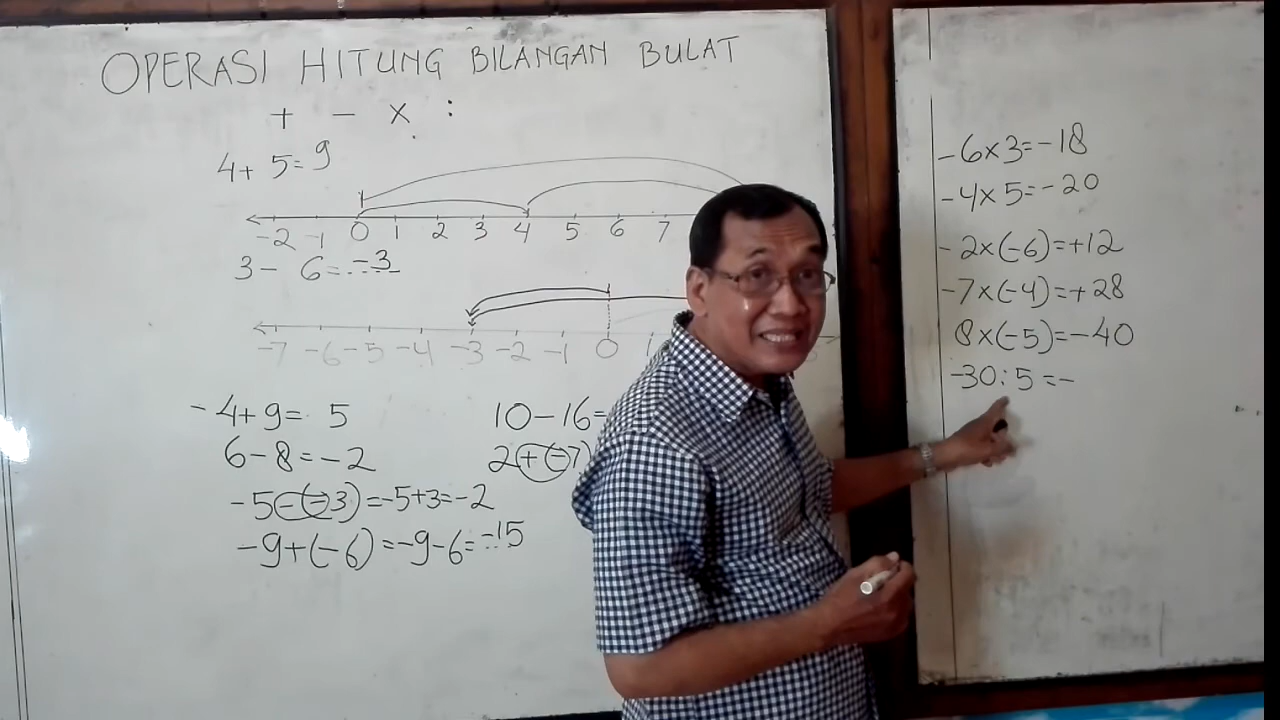 OPERASI HITUNG BILANGAN BULAT
+ - x :
4+ 5=9
-2 -1 0 1 2 3 4 5 6 7
3- 6=-3
-7 -6 -5 -4 -3 -2 -1 0 1
-4+9= 5
6-8=-2
-5-(-3)=-5+3=-2
-9+(-6)=-9-6=-15
10-16=
2+(-7)
-6x3=-18
-4x5=-20
-2x(-6)=+12
-7x(-4)=+28
8x(-5)=-40
-30:5=-